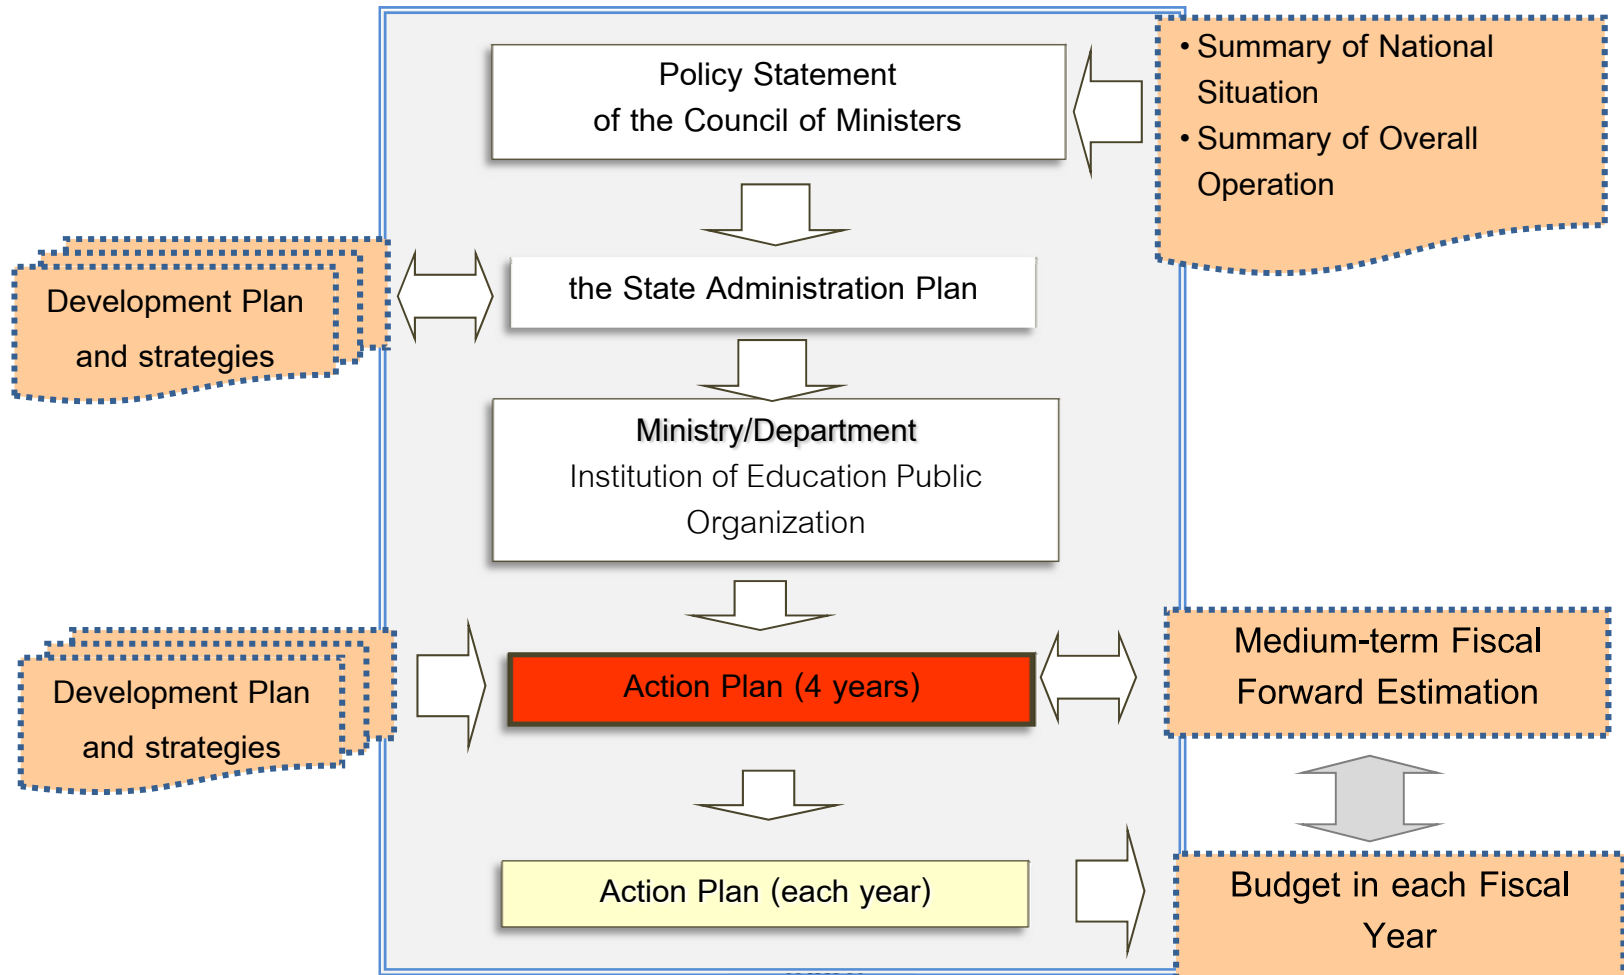 Policy Statement
of the Council of Ministers
• Summary of National
Situation
• Summary of Overall
Operation
Development Plan
and strategies
the State Administration Plan
Ministry/Department
Institution of Education Public
Organization
Development Plan
and strategies
Action Plan (4 years)
Medium-term Fiscal
Forward Estimation
Action Plan (each year)
Budget in each Fiscal
Year